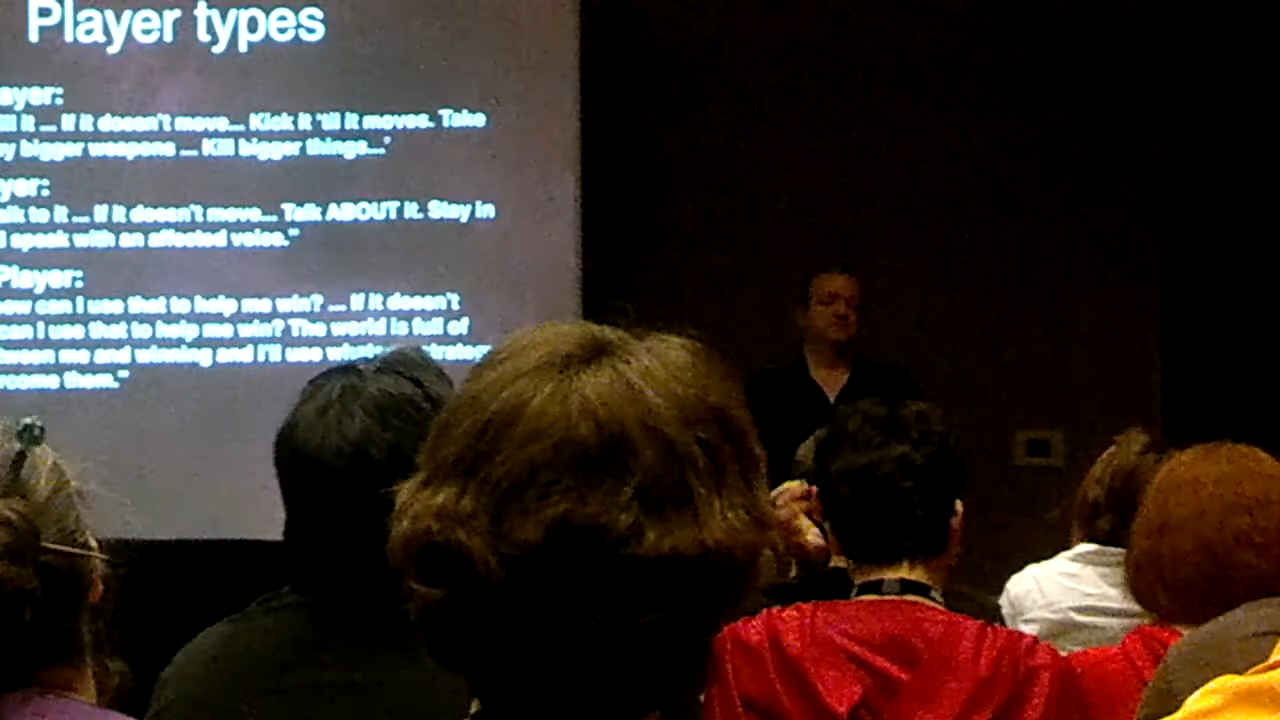 Player types
ayer:
ill it ... If it doesn't move... Kick it 'til it moves. Take
y bigger weapons ... Kill bigger things...'
yer:
alk to it ... If it doesn't move... Talk ABOUT it. Stay in
speak with an affected voice."
Player:
ow can I use that to help me win? ... If it doesn't
can I use that to help me win? The world is full of
ween me and winning and I'll use
rcome them."